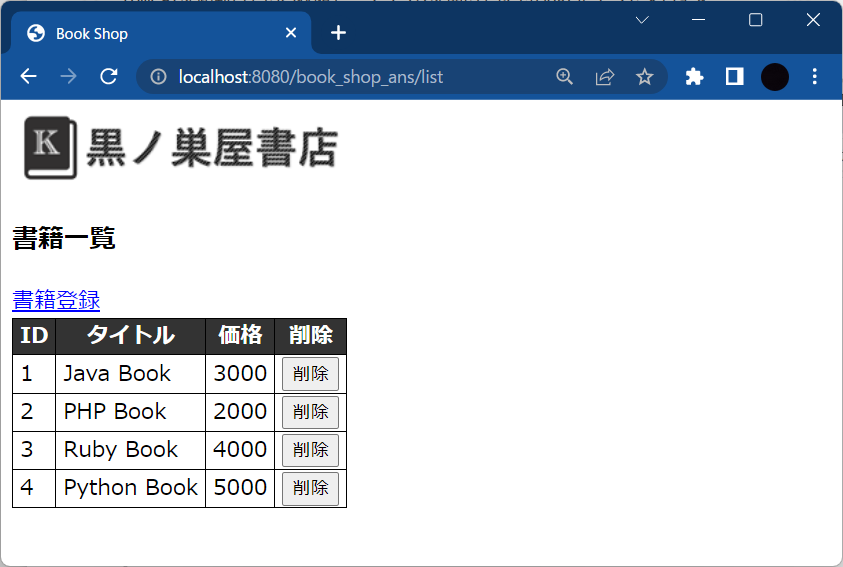 Book Shop
localhost:8080/book_shop_ans/list
K 黒ノ巣屋書店
書籍一覧
書籍登録
ID タイトル 価格 削除
1 Java Book 3000 削除
2 PHP Book 2000 削除
3 Ruby Book 4000 削除
4 Python Book 5000 削除